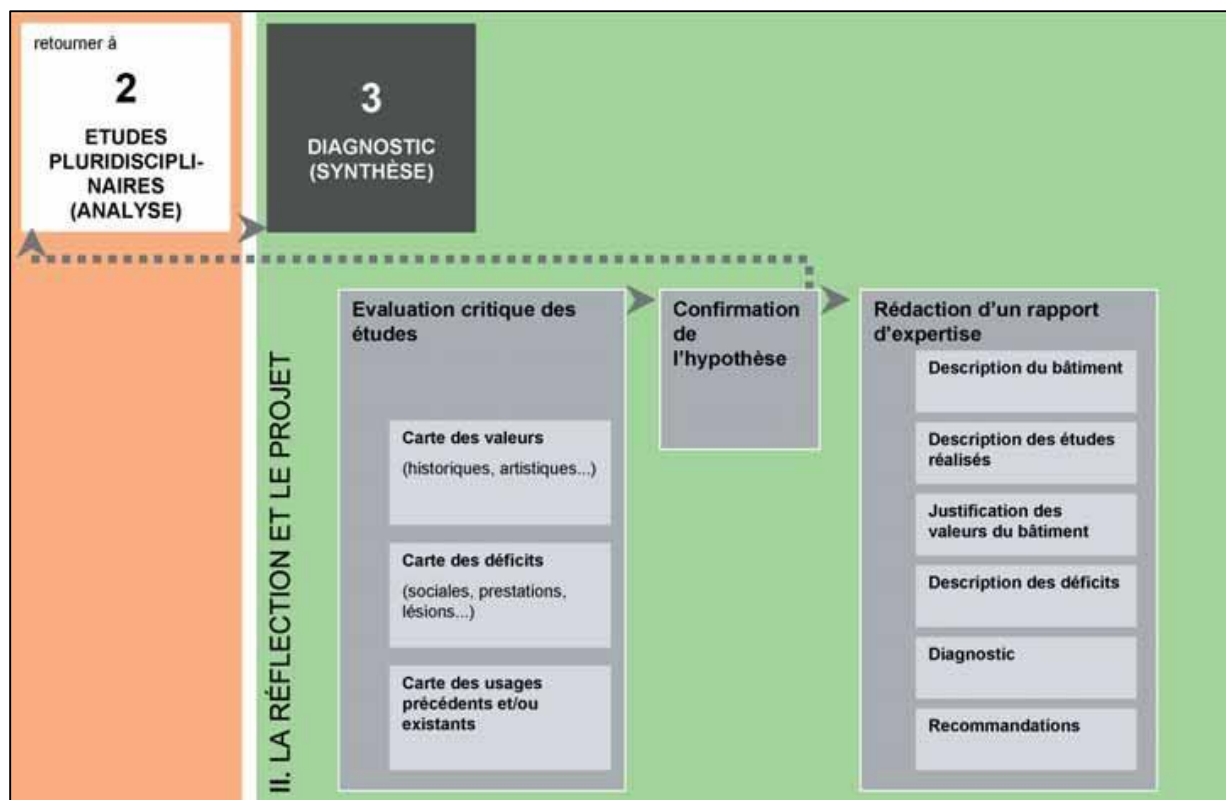 retourner à
2
ETUDES
PLURIDISCIPLI-
NAIRES
(ANALYSE)
3
DIAGNOSTIC
(SYNTHÈSE)
II. LA RÉFLECTION ET LE PROJET
Evaluation critique des
études
Carte des valeurs
(historiques, artistiques...)
Carte des déficits
(sociales, prestations,
lésions...)
Carte des usages
précédents et/ou
existants
Confirmation
de
l'hypothèse
Rédaction d'un rapport
d'expertise
Description du bâtiment
Description des études
réalisés
Justification des
valeurs du bâtiment
Description des déficits
Diagnostic
Recommandations